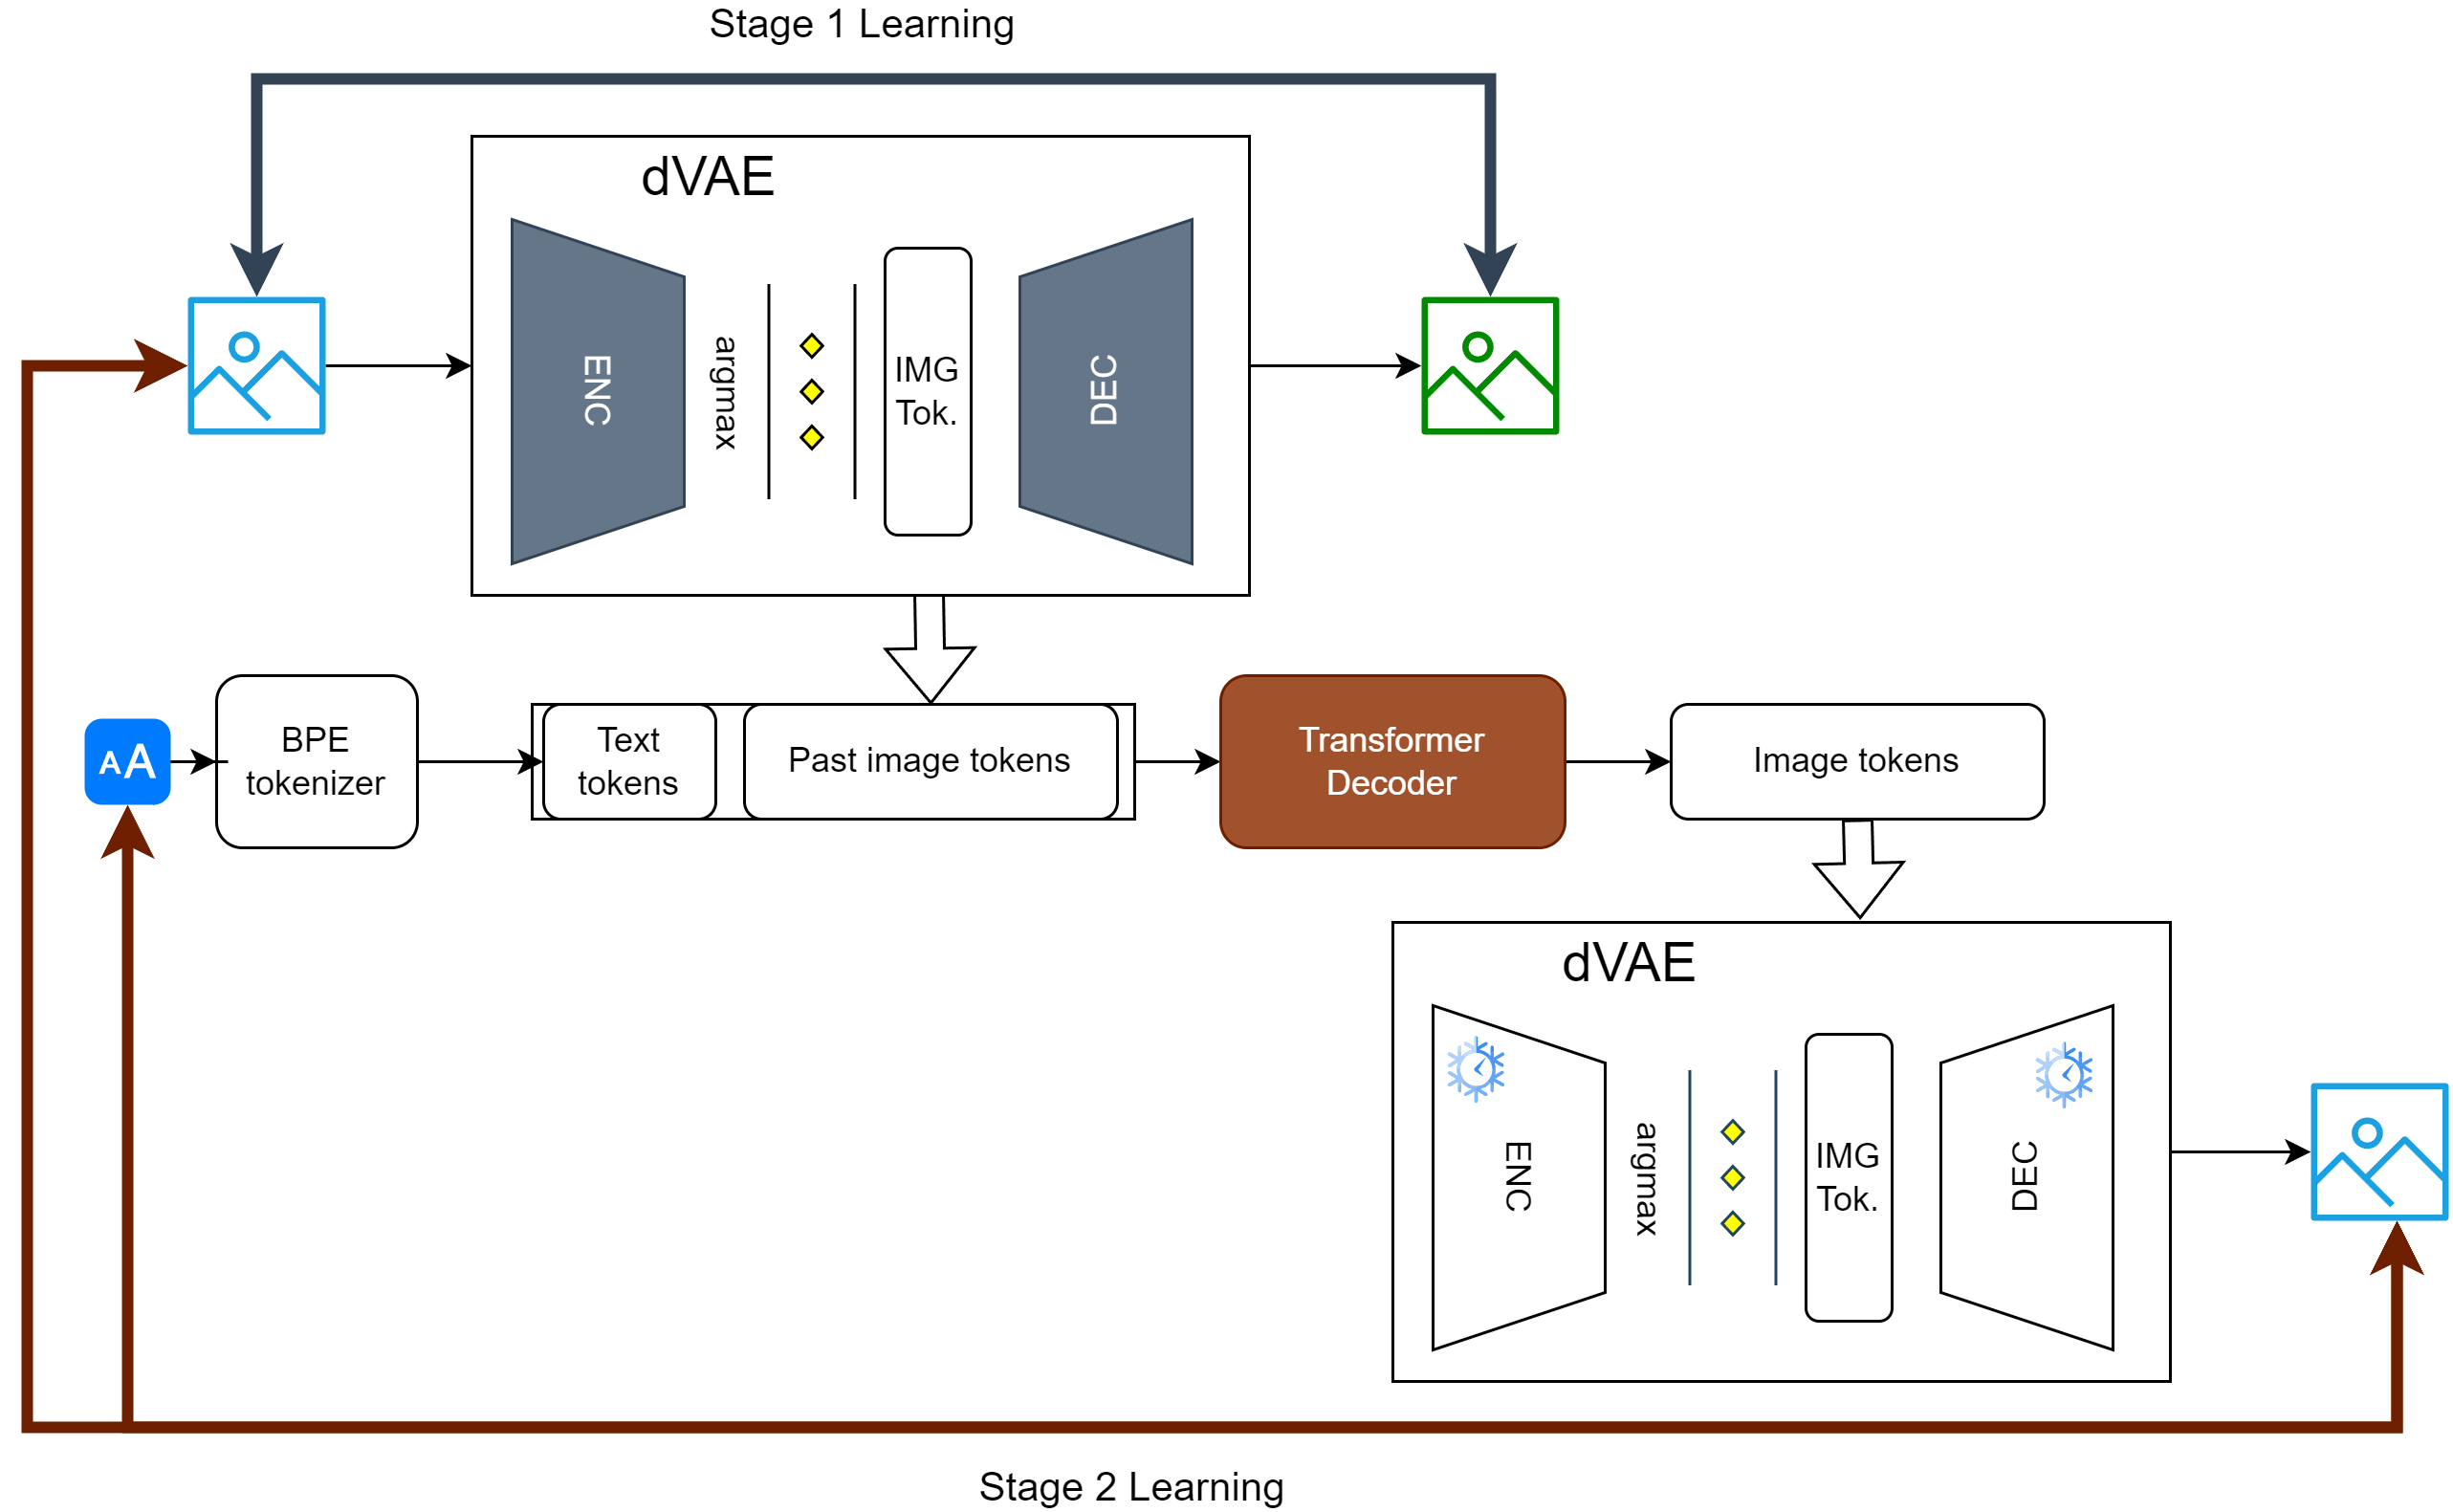 Stage 1 Learning
dVAE
ENC
argmax
IMG
Tok.
DEC
AA
BPE
tokenizer
Text
tokens
Past image tokens
Transformer
Decoder
Image tokens
dVAE
ENC
argmax
IMG
Tok.
DEC
Stage 2 Learning